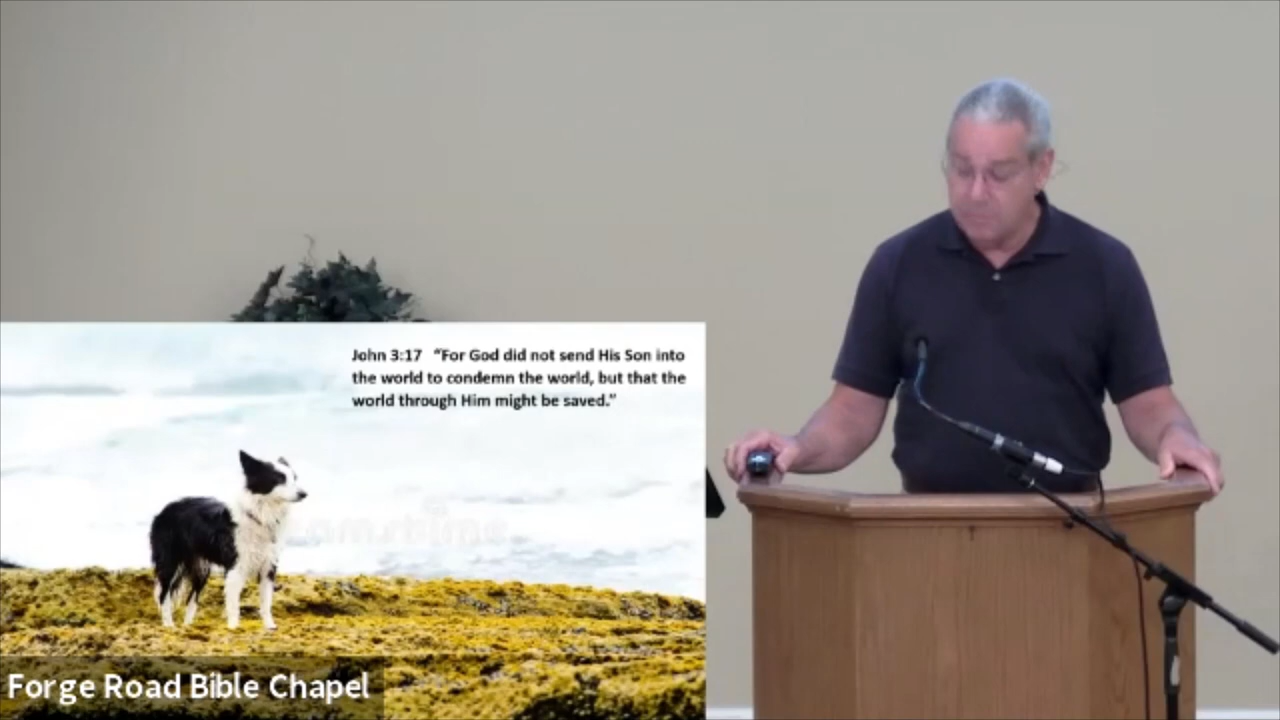 John 3:17 “For God did not send His Son into
the world to condemn the world, but that the
world through Him might be saved.”
Forge Road Bible Chapel